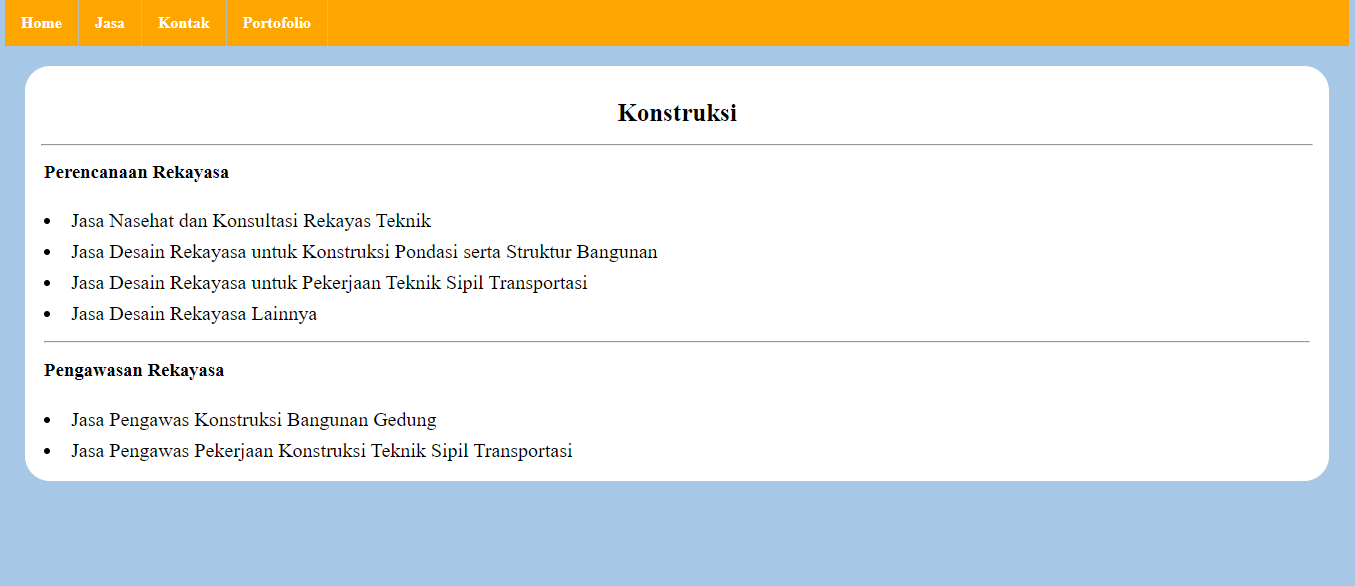 Home Jasa Kontak Portofolio
Konstruksi
Perencanaan Rekayasa
Jasa Nasehat dan Konsultasi Rekayas Teknik
Jasa Desain Rekayasa untuk Konstruksi Pondasi serta Struktur Bangunan
Jasa Desain Rekayasa untuk Pekerjaan Teknik Sipil Transportasi
Jasa Desain Rekayasa Lainnya
Pengawasan Rekayasa
Jasa Pengawas Konstruksi Bangunan Gedung
Jasa Pengawas Pekerjaan Konstruksi Teknik Sipil Transportasi